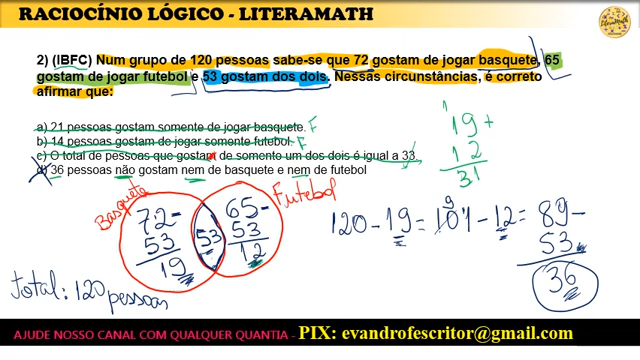 RACIOCÍNIO LÓGICO - LITERAMATH
LiteraMath
2) (IBFC) Num grupo de 120 pessoas sabe-se que 72 gostam de jogar basquete, 65
gostam de jogar futebol e 53 gostam dos dois. Nessas circunstâncias, é correto
afirmar que:
a) 21 pessoas gostam somente de jogar basquete. F
b) 14 pessoas gostam somente de jogar somente futebol. F
c) O total de pessoas que gostam de somente um dos dois é igual a 33.
d) 36 pessoas não gostam nem de basquete e nem de futebol
1
19 +
12
31
Basquete
Futebol
72 -
53
19
53
65 -
53
12
9
120 - 19 = 101 - 12 = 89 -
53
36
Total: 120 pessoas
AJUDE NOSSO CANAL COM QUALQUER QUANTIA - PIX: evandrofescritor@gmail.com